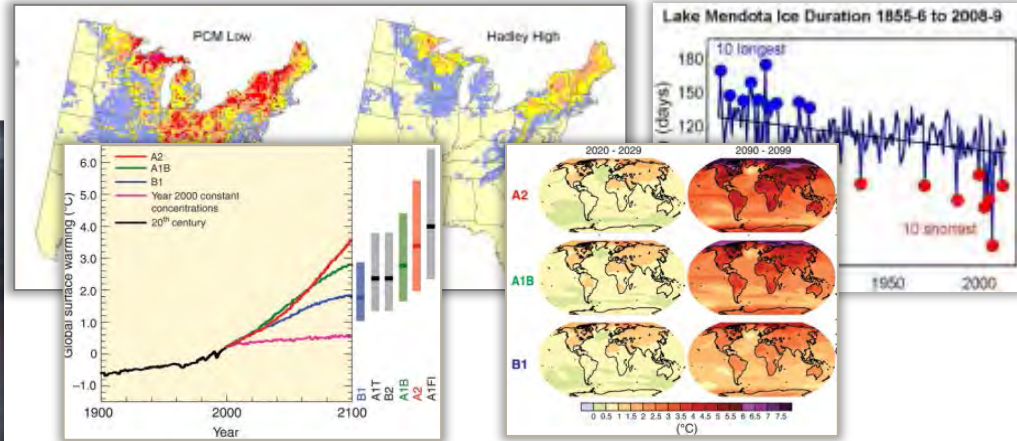 PCM Low
Hadley High
Lake Mendota Ice Duration 1855-6 to 2008-9
10 longest
180
150
120
(days)
10 shortest
1950
2000
6.0
5.0
4.0
3.0
2.0
1.0
0
–1.0
Global surface warming (°C)
A2
A1B
B1
Year 2000 constant
concentrations
20th century
1900
2000
2100
Year
B1
A1T
B2
A1B
A2
A1FI
2020 - 2029
2090 - 2099
A2
A1B
B1
0 0.5 1 1.5 2 2.5 3 3.5 4 4.5 5 5.5 6 6.5 7 7.5
(°C)